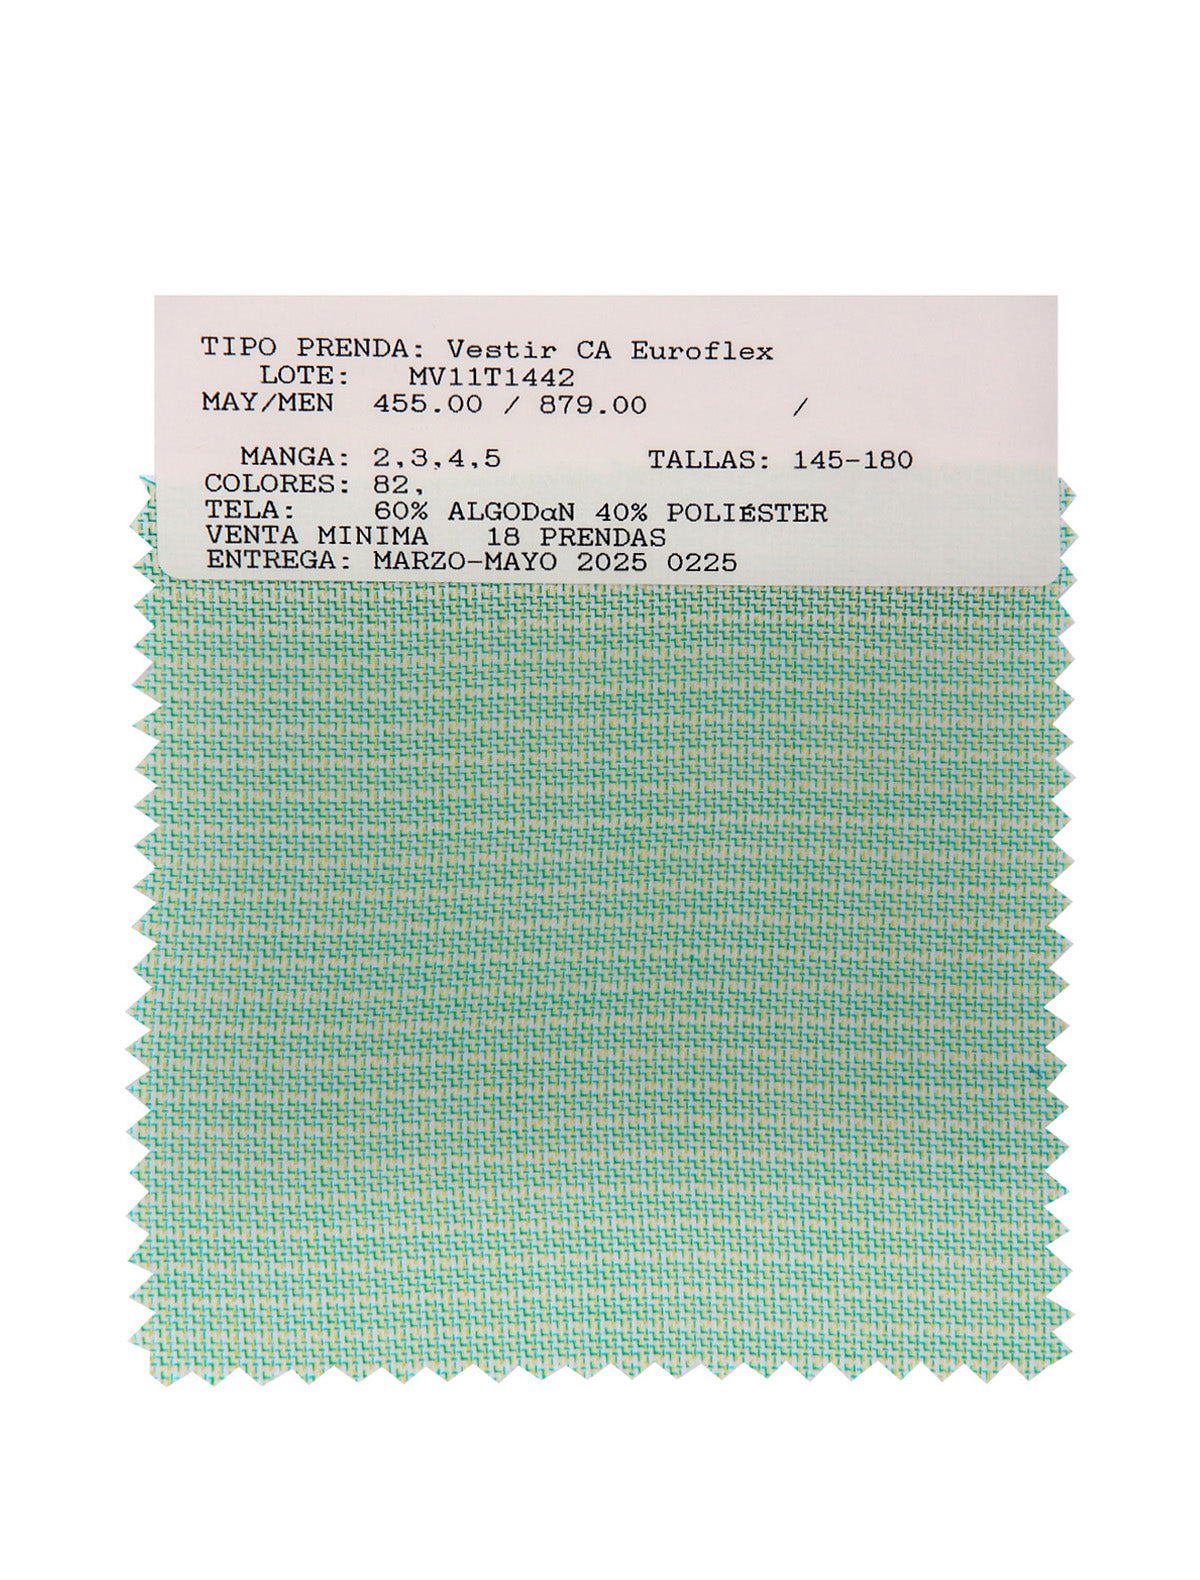 TIPO PRENDA: Vestir CA Euroflex
LOTE: MV11T1442
MAY/MEN 455.00 / 879.00 /
MANGA: 2,3,4,5 TALLAS: 145-180
COLORES: 82,
TELA: 60% ALGODαN 40% POLIÉSTER
VENTA MINIMA 18 PRENDAS
ENTREGA: MARZO-MAYO 2025 0225